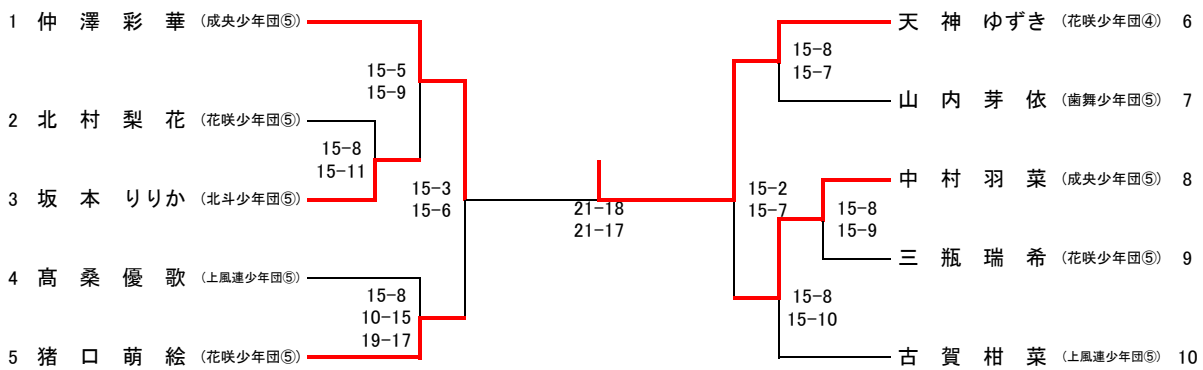 1 仲澤彩華 (成央少年団⑤)
15-5
15-9
2 北村梨花 (花咲少年団⑤)
15-8
15-11
3 坂本りりか (北斗少年団⑤)
15-3
15-6
4 髙桑優歌 (上風連少年団⑤)
15-8
10-15
19-17
5 猪口萌絵 (花咲少年団⑤)
21-18
21-17
天神ゆずき (花咲少年団④) 6
15-8
15-7
山内芽依 (歯舞少年団⑤) 7
15-2
15-7
中村羽菜 (成央少年団⑤) 8
15-8
15-9
三瓶瑞希 (花咲少年団⑤) 9
15-8
15-10
古賀柑菜 (上風連少年団⑤) 10